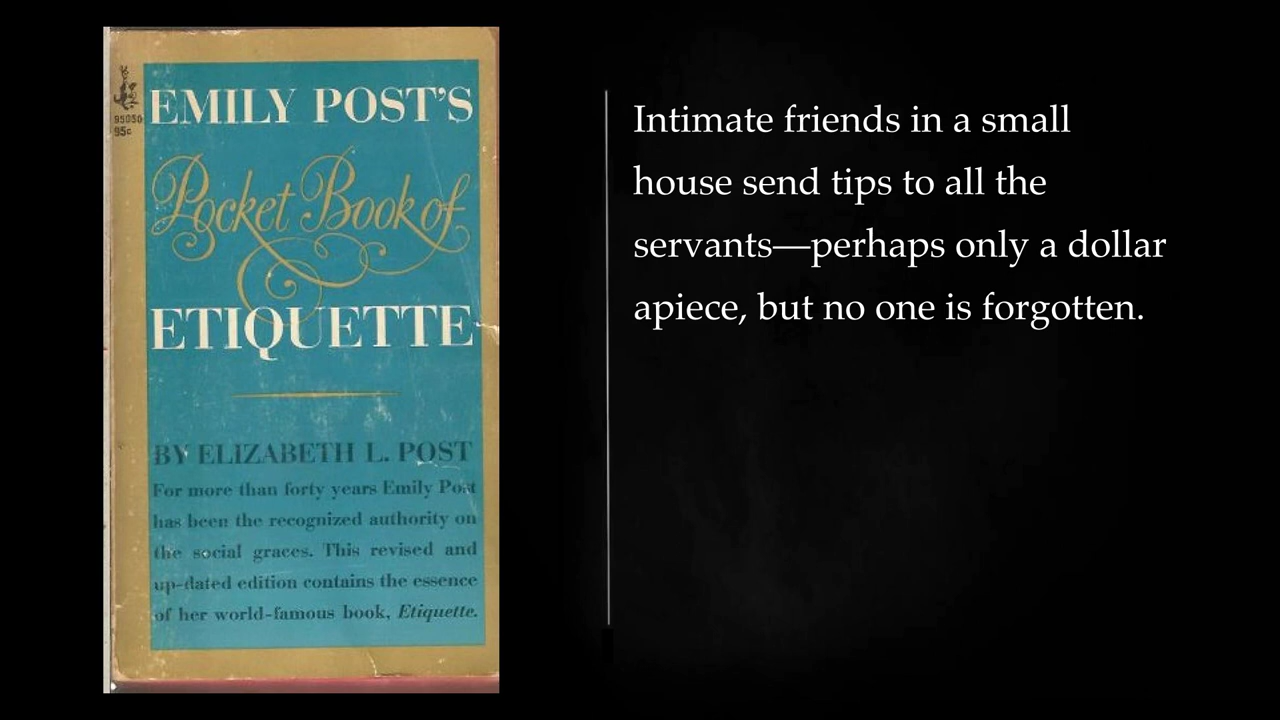 95050
95c
EMILY POST'S
Pocket Book of
ETIQUETTE
BY ELIZABETH L. POST
For more than forty years Emily Post
has been the recognized authority on
the social graces. This revised and
up-dated edition contains the essence
of her world-famous book, Etiquette.
Intimate friends in a small
house send tips to all the
servants—perhaps only a dollar
apiece, but no one is forgotten.